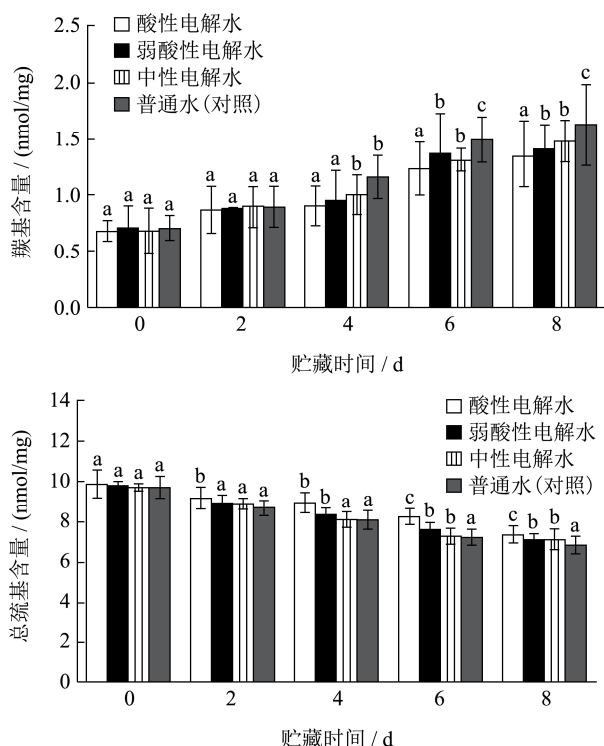 2.5
酸性电解水
弱酸性电解水
2.0
中性电解水
普通水(对照)
1.5
1.0
0.5
0.0
羰基含量 / (nmol/mg)
a a a a
a a a a
a a b b
a b b c
a b b c
0 2 4 6 8
贮藏时间 / d
14
12
10
8
6
4
2
0
总巯基含量 / (nmol/mg)
酸性电解水
弱酸性电解水
中性电解水
普通水(对照)
a a a a
b a a a
b b a a
c b b a
c b b a
0 2 4 6 8
贮藏时间 / d